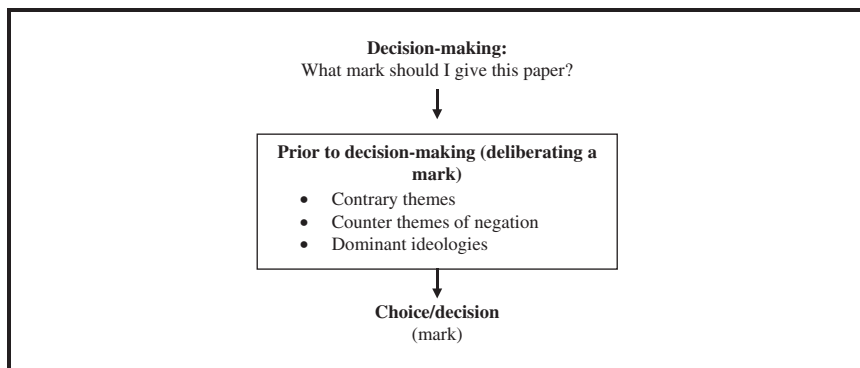 Decision-making:
What mark should I give this paper?
Prior to decision-making (deliberating a
mark)
• Contrary themes
• Counter themes of negation
• Dominant ideologies
Choice/decision
(mark)